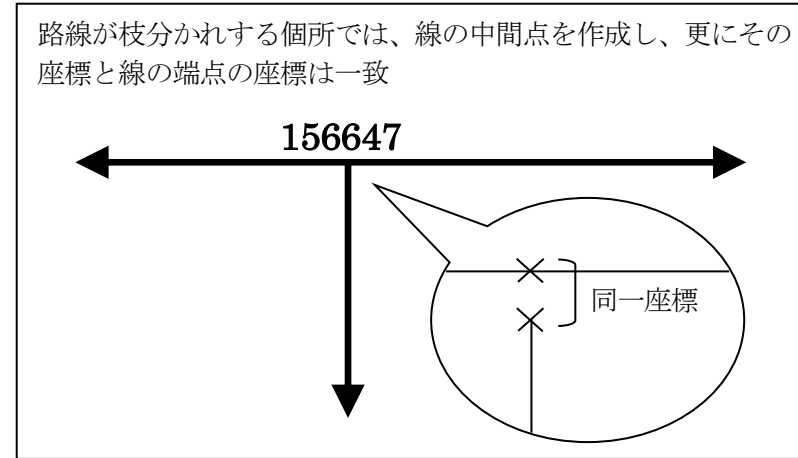 路線が枝分かれする個所では、線の中間点を作成し、更にその
座標と線の端点の座標は一致
156647
同一座標